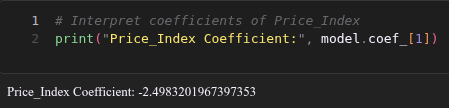 1 # Interpret coefficients of Price_Index
2 print("Price_Index Coefficient:", model.coef_[1])
Price_Index Coefficient: -2.4983201967397353